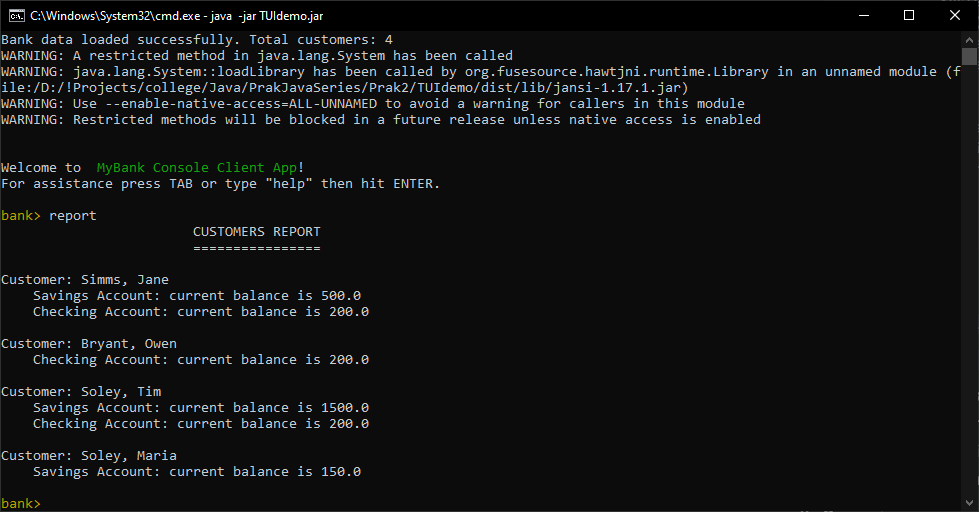 C:\Windows\System32\cmd.exe - java -jar TUIdemo.jar
Bank data loaded successfully. Total customers: 4
WARNING: A restricted method in java.lang.System has been called
WARNING: java.lang.System::loadLibrary has been called by org.fusesource.hawtjni.runtime.Library in an unnamed module (f
ile:/D:/!Projects/college/Java/PrakJavaSeries/Prak2/TUIdemo/dist/lib/jansi-1.17.1.jar)
WARNING: Use --enable-native-access=ALL-UNNAMED to avoid a warning for callers in this module
WARNING: Restricted methods will be blocked in a future release unless native access is enabled
Welcome to  MyBank Console Client App!
For assistance press TAB or type "help" then hit ENTER.
bank> report
CUSTOMERS REPORT
================
Customer: Simms, Jane
Savings Account: current balance is 500.0
Checking Account: current balance is 200.0
Customer: Bryant, Owen
Checking Account: current balance is 200.0
Customer: Soley, Tim
Savings Account: current balance is 1500.0
Checking Account: current balance is 200.0
Customer: Soley, Maria
Savings Account: current balance is 150.0
bank>